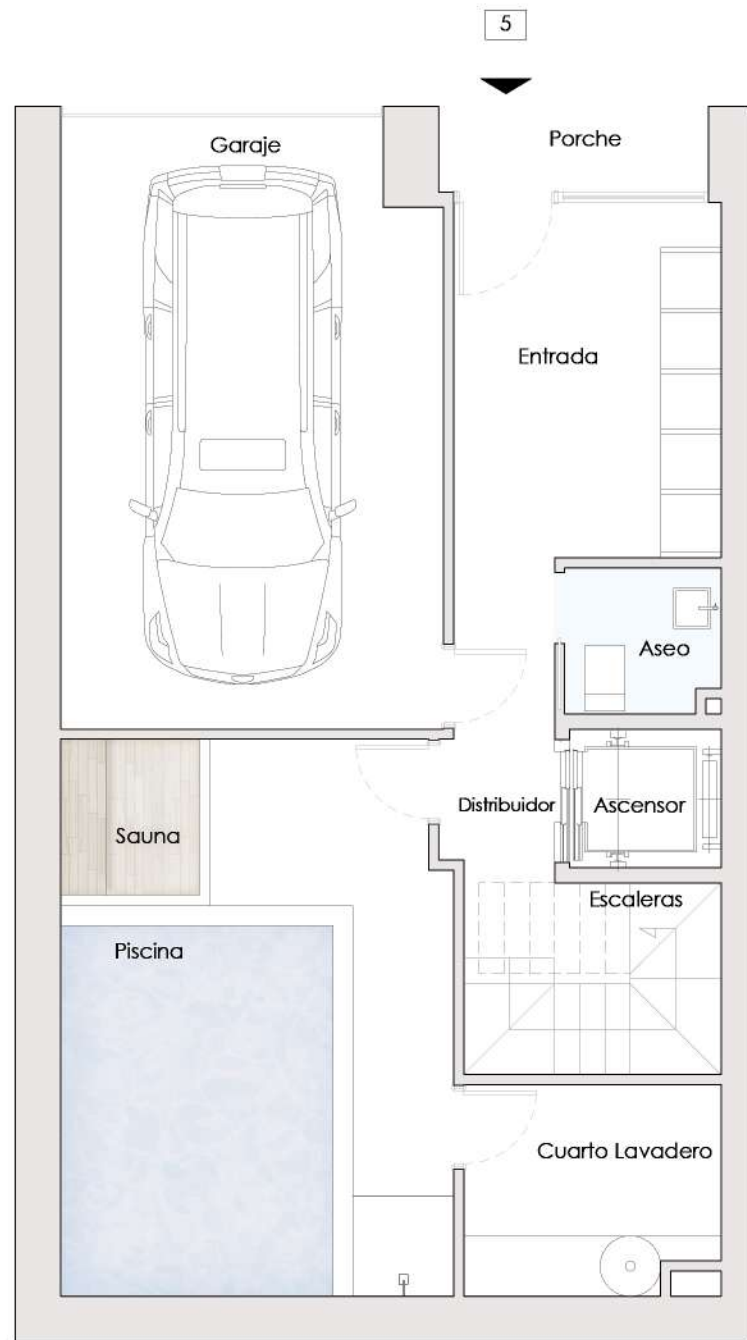 5
Garaje
Porche
Entrada
Aseo
Distribuidor
Ascensor
Sauna
Escaleras
Piscina
Cuarto Lavadero